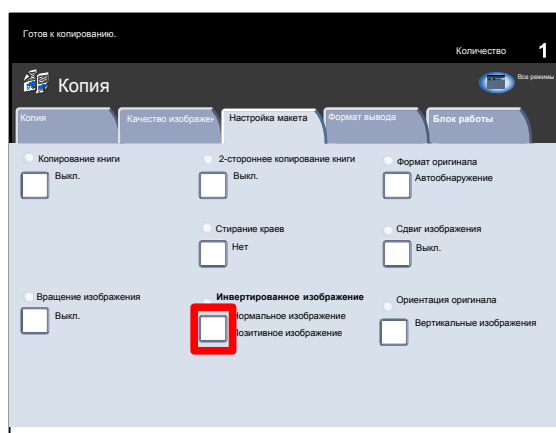 Готов к копированию.
Количество 1
Копия
Все режимы
Копия
Качество изображен
Настройка макета
Формат вывода
Блок работы
Копирование книги
Выкл.
2-стороннее копирование книги
Выкл.
Формат оригинала
Автообнаружение
Стирание краев
Нет
Сдвиг изображения
Выкл.
Вращение изображения
Выкл.
Инвертированное изображение
Нормальное изображение
Позитивное изображение
Ориентация оригинала
Вертикальные изображения